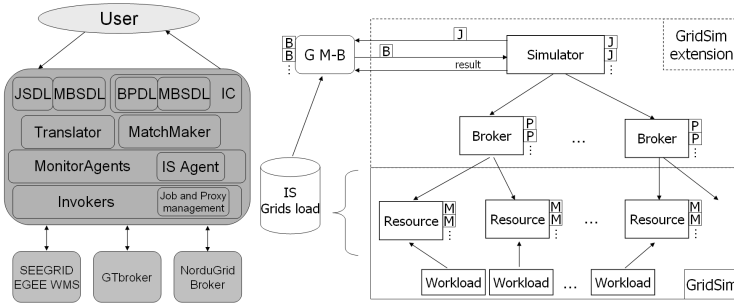 User
JSDL MBSDL BPDL MBSDL IC
Translator MatchMaker
MonitorAgents IS Agent
Invokers Job and Proxy
management
SEEGRID
EGEE WMS
GTbroker
NorduGrid
Broker
GridSim
extension
B
B
⋮
G M-B
J
B
result
Simulator
J
J
⋮
Broker
P
P
⋮
...
Broker
P
P
⋮
IS
Grids load
Resource
M
M
⋮
Resource
M
M
⋮
...
Resource
M
M
⋮
Workload Workload ... Workload
GridSim